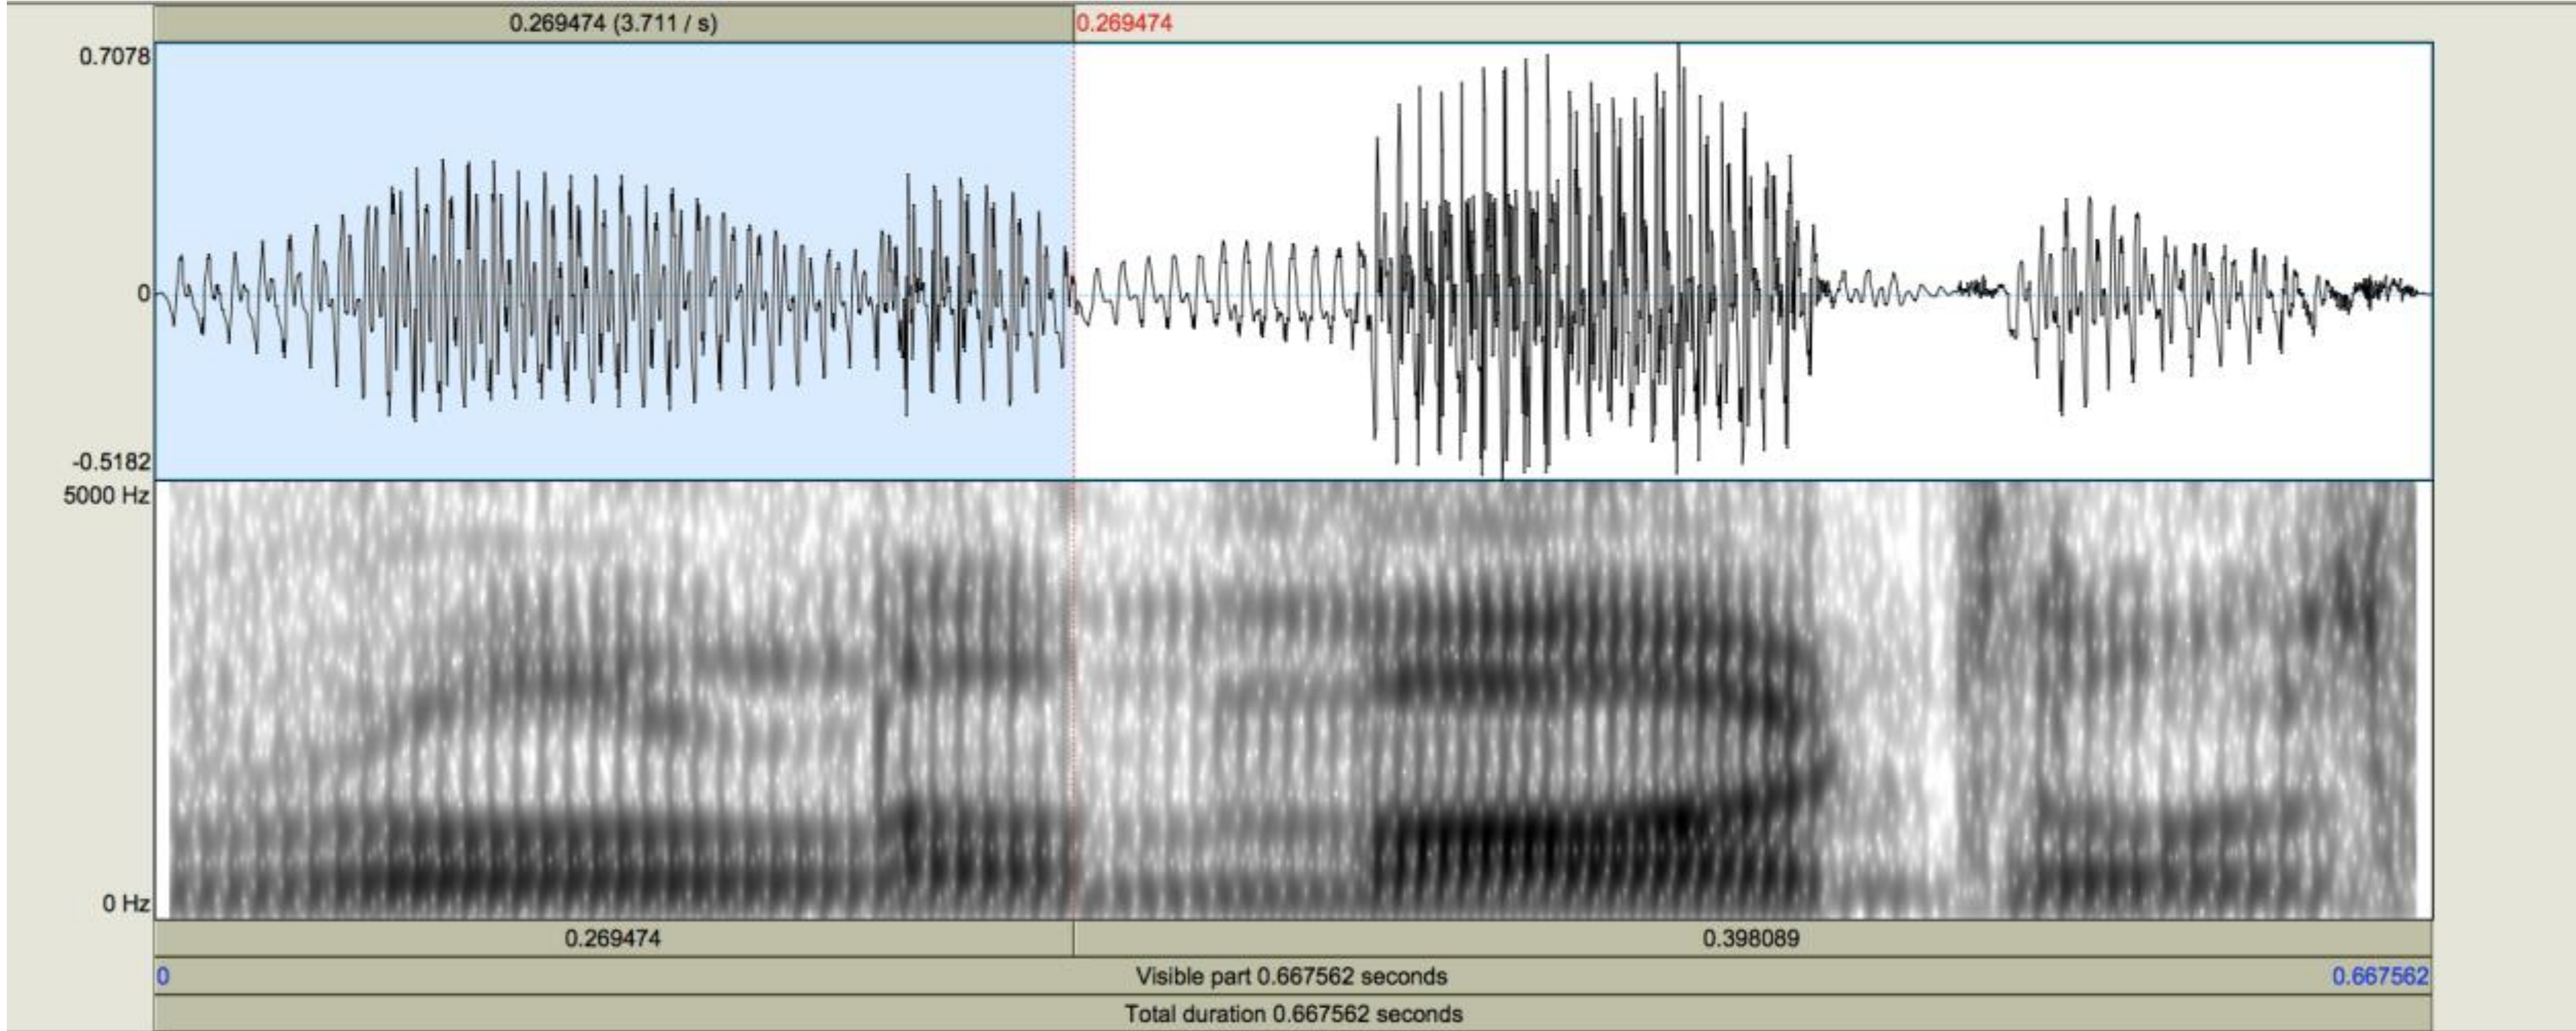 0.269474 (3.711 / s) 0.269474
0.7078
0
-0.5182
5000 Hz
0 Hz
0.269474 0.398089
0 Visible part 0.667562 seconds 0.667562
Total duration 0.667562 seconds